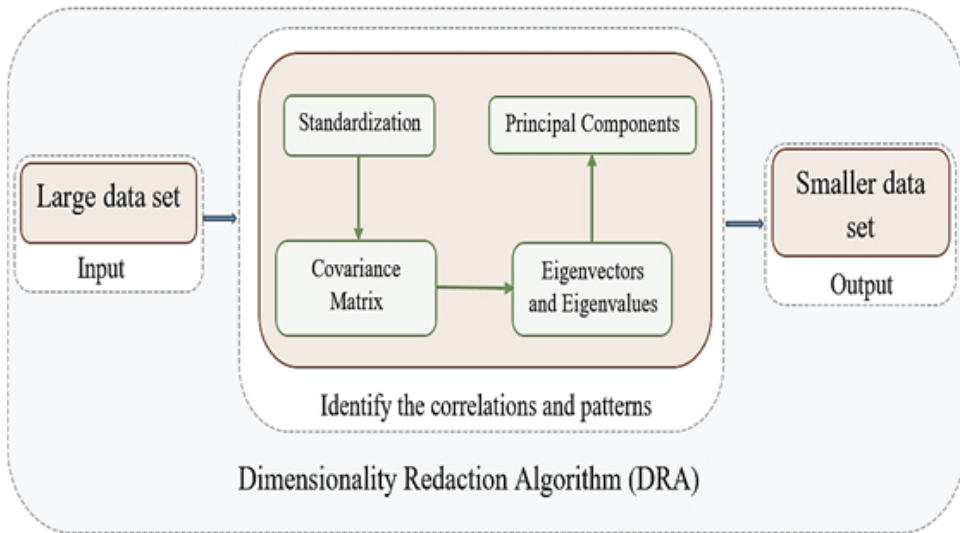 Large data set
Input
Standardization
Covariance
Matrix
Eigenvectors
and Eigenvalues
Principal Components
Identify the correlations and patterns
Smaller data
set
Output
Dimensionality Redaction Algorithm (DRA)